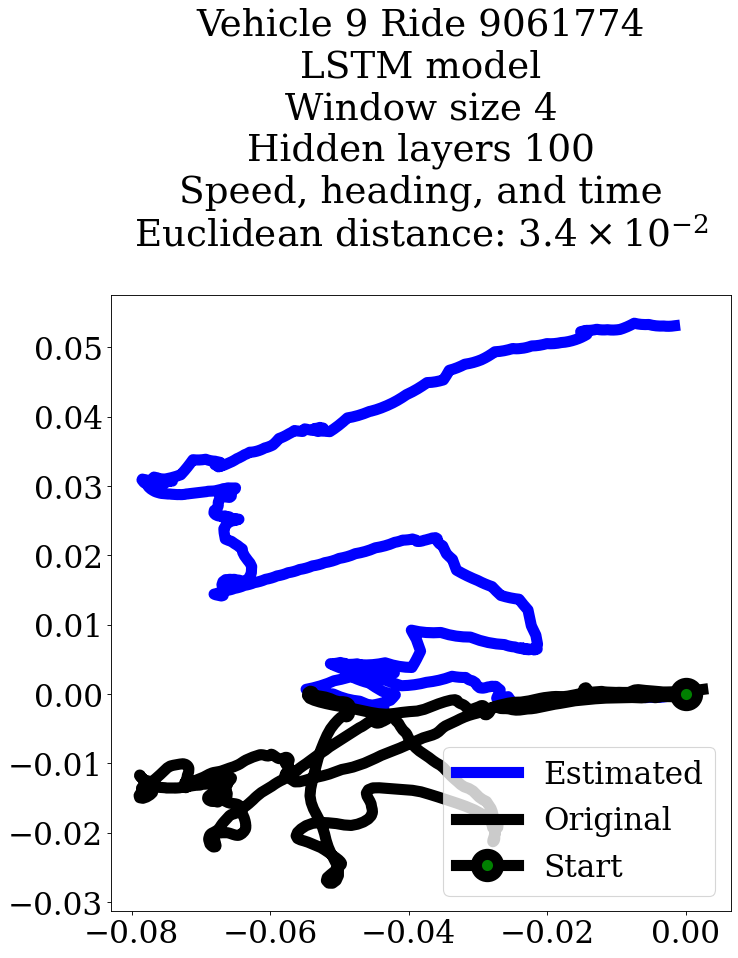 Vehicle 9 Ride 9061774
LSTM model
Window size 4
Hidden layers 100
Speed, heading, and time
Euclidean distance: $3.4 \times 10^{-2}$
0.05
0.04
0.03
0.02
0.01
0.00
−0.01
−0.02
−0.03
Estimated
Original
Start
−0.08 −0.06 −0.04 −0.02 0.00